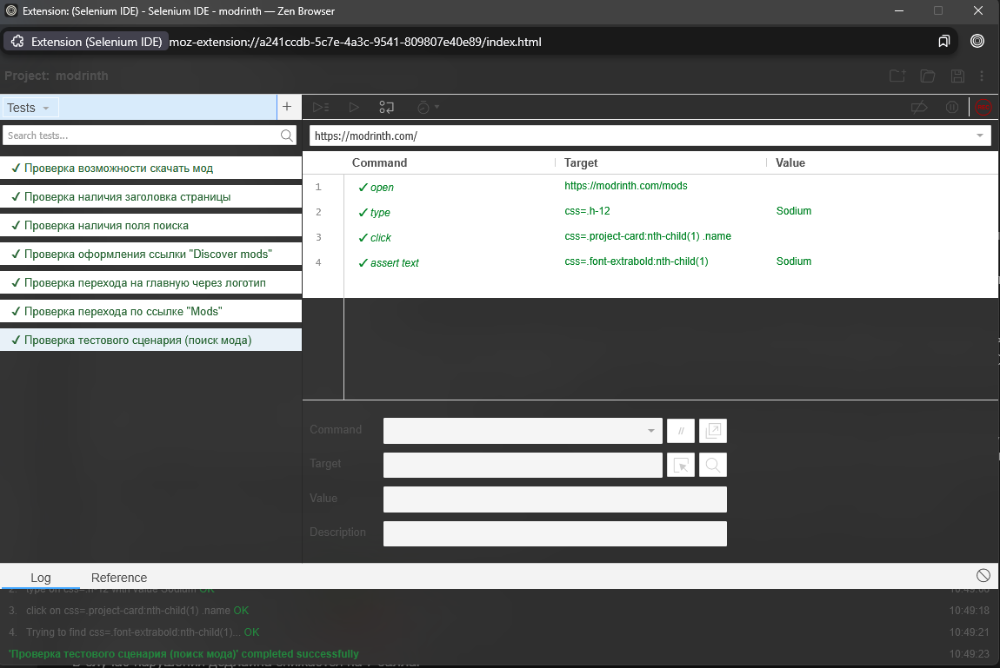 Extension: (Selenium IDE) - Selenium IDE - modrinth — Zen Browser
Extension (Selenium IDE) moz-extension://a241ccdb-5c7e-4a3c-9541-809807e40e89/index.html
Project: modrinth
Tests
+
Search tests...
https://modrinth.com/
✓ Проверка возможности скачать мод
✓ Проверка наличия заголовка страницы
✓ Проверка наличия поля поиска
✓ Проверка оформления ссылки "Discover mods"
✓ Проверка перехода на главную через логотип
✓ Проверка перехода по ссылке "Mods"
✓ Проверка тестового сценария (поиск мода)
Command Target Value
1 ✓ open https://modrinth.com/mods
2 ✓ type css=.h-12 Sodium
3 ✓ click css=.project-card:nth-child(1) .name
4 ✓ assert text css=.font-extrabold:nth-child(1) Sodium
Command
//
Target
Value
Description
Log Reference
2. type on css=.h-12 with value Sodium OK
3. click on css=.project-card:nth-child(1) .name OK 10:49:18
4. Trying to find css=.font-extrabold:nth-child(1)... OK 10:49:21
'Проверка тестового сценария (поиск мода)' completed successfully 10:49:23